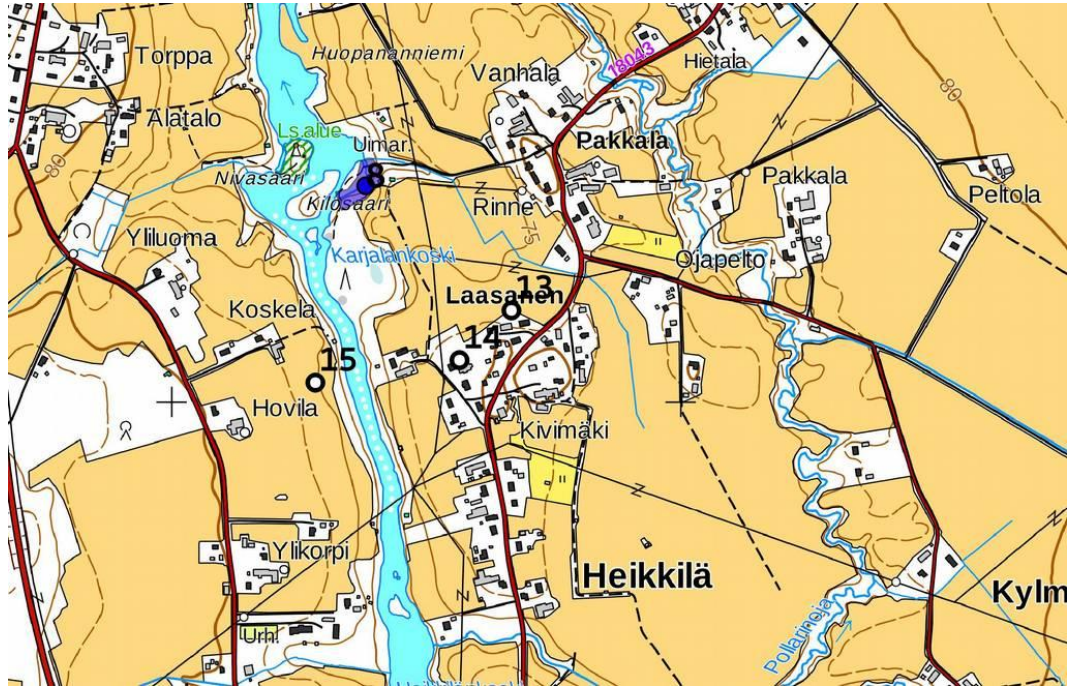 Huopananniemi
Torppa
18043
Hietala
Vanhala
80
Alatalo
Ls.alue
Uimar.
Pakkala
80
Nivasaari
8
Kilosaari
Rinne
Pakkala
Peltola
Yliluoma
75
Karjalankoski
Ojapelto
Koskela
Laasanen
13
14
15
Hovila
Kivimäki
Ylikorpi
Heikkilä
Kylm
Urh.
Pollarinoja